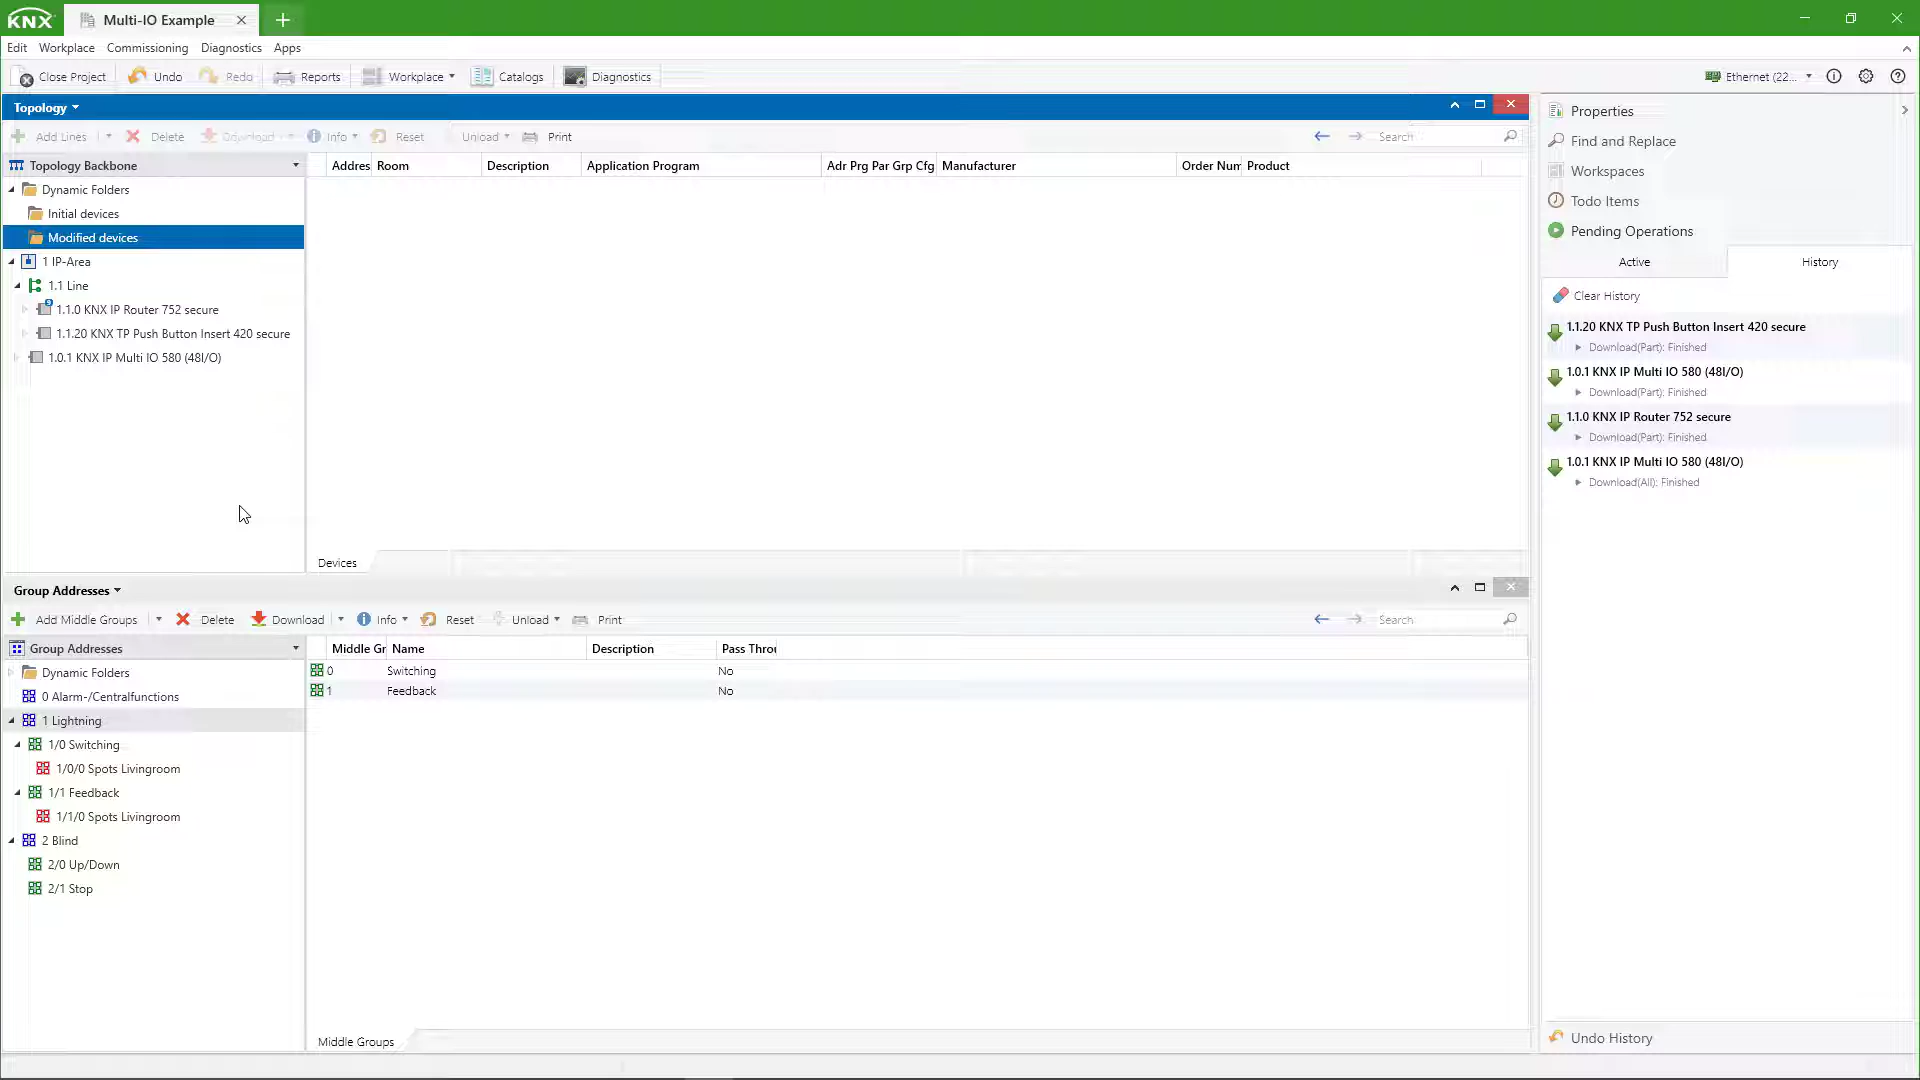 KNX Multi-IO Example
Edit Workplace Commissioning Diagnostics Apps
Close Project Undo Redo Reports Workplace Catalogs Diagnostics Ethernet (22...
Topology
Add Lines Delete Download Info Reset Unload Print Search
Topology Backbone
Addres Room Description Application Program Adr Prg Par Grp Cfg Manufacturer Order Num Product
Dynamic Folders
Initial devices
Modified devices
1 IP-Area
1.1 Line
1.1.0 KNX IP Router 752 secure
1.1.20 KNX TP Push Button Insert 420 secure
1.0.1 KNX IP Multi IO 580 (48I/O)
Devices
Group Addresses
Add Middle Groups Delete Download Info Reset Unload Print Search
Group Addresses
Middle Gr Name Description Pass Throu
0 Switching No
1 Feedback No
Dynamic Folders
0 Alarm-/Centralfunctions
1 Lightning
1/0 Switching
1/0/0 Spots Livingroom
1/1 Feedback
1/1/0 Spots Livingroom
2 Blind
2/0 Up/Down
2/1 Stop
Middle Groups
Properties
Find and Replace
Workspaces
Todo Items
Pending Operations
Active History
Clear History
1.1.20 KNX TP Push Button Insert 420 secure
Download(Part): Finished
1.0.1 KNX IP Multi IO 580 (48I/O)
Download(Part): Finished
1.1.0 KNX IP Router 752 secure
Download(Part): Finished
1.0.1 KNX IP Multi IO 580 (48I/O)
Download(All): Finished
Undo History